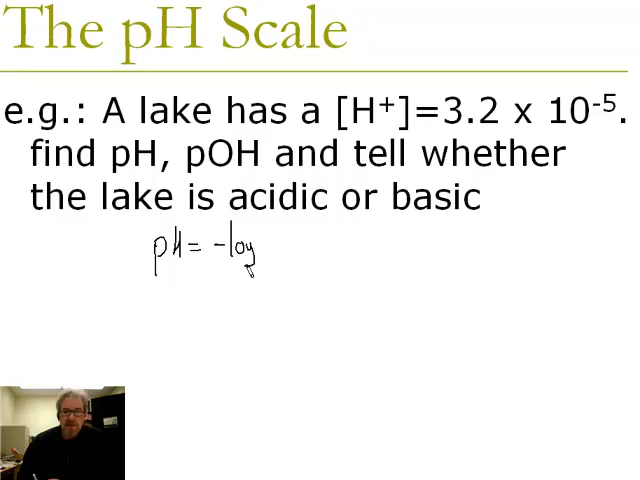 The pH Scale
e.g.: A lake has a [H⁺]=3.2 x 10⁻⁵.
find pH, pOH and tell whether
the lake is acidic or basic
pH = -log